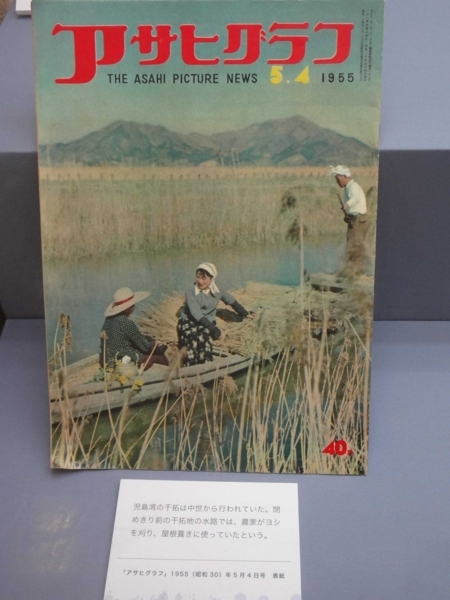 アサヒグラフ
THE ASAHI PICTURE NEWS 5.4 1955
40.
児島湾の干拓は中世から行われていた。閉
めきり前の干拓地の水路では、農家がヨシ
を刈り、屋根葺きに使っていたという。
「アサヒグラフ」1955（昭和30）年5月4日号 表紙